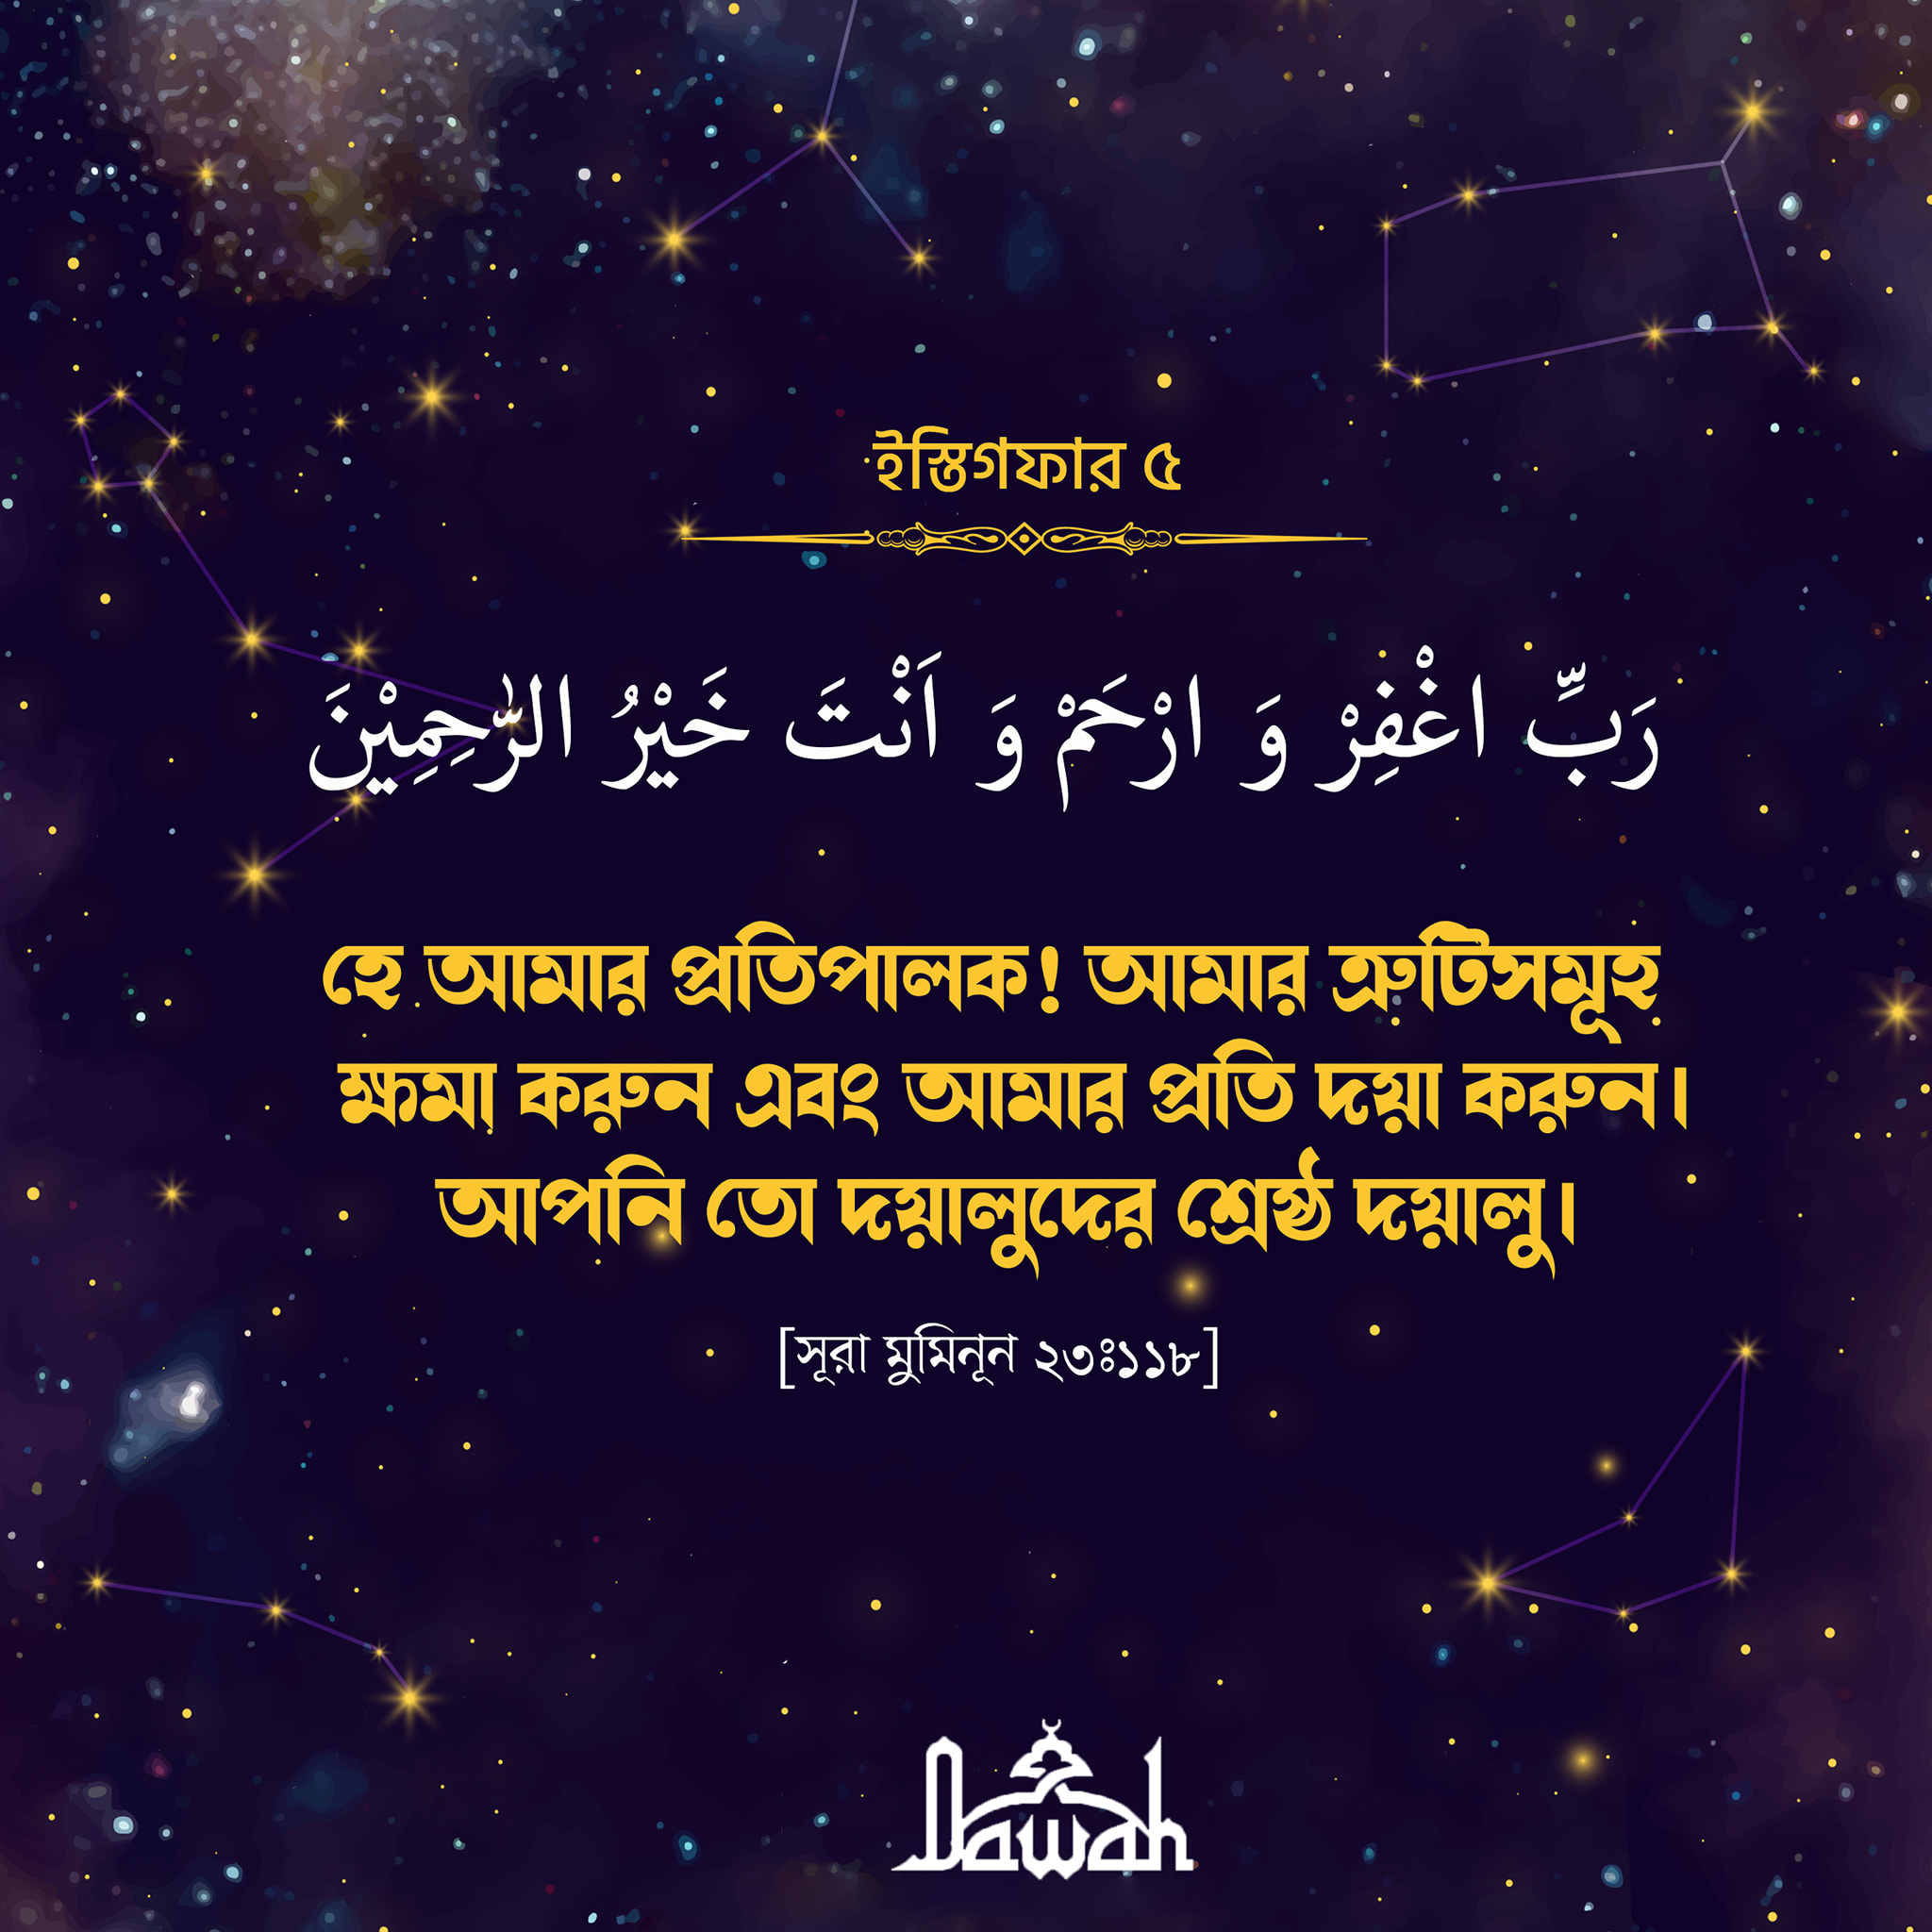 ইস্তিগফার ৫
رَبِّ اغْفِرْ وَ ارْحَمْ وَ اَنْتَ خَيْرُ الرّٰحِمِيْنَ
হে আমার প্রতিপালক! আমার ত্রুটিসমূহ
ক্ষমা করুন এবং আমার প্রতি দয়া করুন।
আপনি তো দয়ালুদের শ্রেষ্ঠ দয়ালু।
[সূরা মুমিনূন ২৩ঃ১১৮]
Dawah